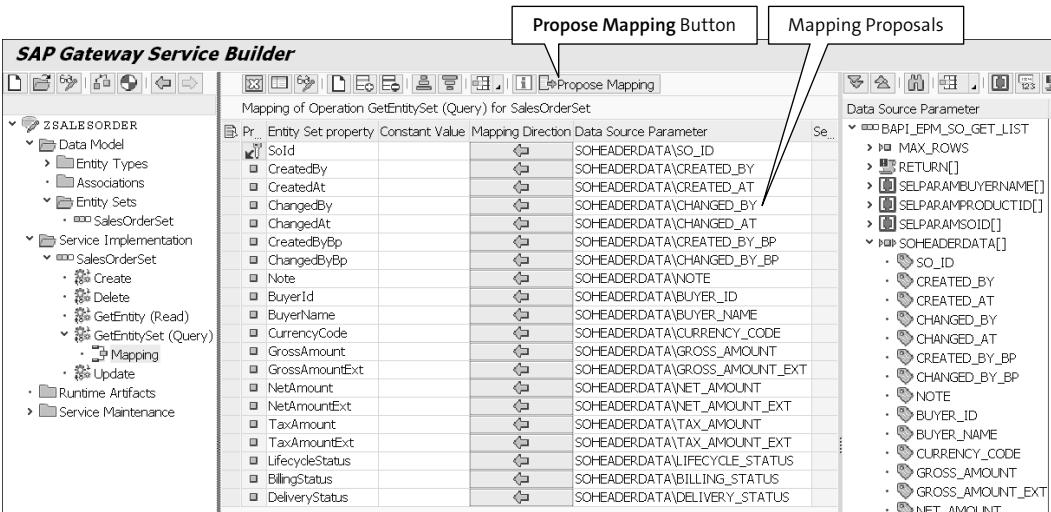 Propose Mapping Button
Mapping Proposals
SAP Gateway Service Builder
Propose Mapping
Mapping of Operation GetEntitySet (Query) for SalesOrderSet
ZSALESORDER
Data Model
Entity Types
Associations
Entity Sets
SalesOrderSet
Service Implementation
SalesOrderSet
Create
Delete
GetEntity (Read)
GetEntitySet (Query)
Mapping
Update
Runtime Artifacts
Service Maintenance
Pr... Entity Set property Constant Value Mapping Direction Data Source Parameter Se...
SoId SOHEADERDATA\SO_ID
CreatedBy SOHEADERDATA\CREATED_BY
CreatedAt SOHEADERDATA\CREATED_AT
ChangedBy SOHEADERDATA\CHANGED_BY
ChangedAt SOHEADERDATA\CHANGED_AT
CreatedByBp SOHEADERDATA\CREATED_BY_BP
ChangedByBp SOHEADERDATA\CHANGED_BY_BP
Note SOHEADERDATA\NOTE
BuyerId SOHEADERDATA\BUYER_ID
BuyerName SOHEADERDATA\BUYER_NAME
CurrencyCode SOHEADERDATA\CURRENCY_CODE
GrossAmount SOHEADERDATA\GROSS_AMOUNT
GrossAmountExt SOHEADERDATA\GROSS_AMOUNT_EXT
NetAmount SOHEADERDATA\NET_AMOUNT
NetAmountExt SOHEADERDATA\NET_AMOUNT_EXT
TaxAmount SOHEADERDATA\TAX_AMOUNT
TaxAmountExt SOHEADERDATA\TAX_AMOUNT_EXT
LifecycleStatus SOHEADERDATA\LIFECYCLE_STATUS
BillingStatus SOHEADERDATA\BILLING_STATUS
DeliveryStatus SOHEADERDATA\DELIVERY_STATUS
Data Source Parameter
BAPI_EPM_SO_GET_LIST
MAX_ROWS
RETURN[]
SELPARAMBUYERNAME[]
SELPARAMPRODUCTID[]
SELPARAMSOID[]
SOHEADERDATA[]
SO_ID
CREATED_BY
CREATED_AT
CHANGED_BY
CHANGED_AT
CREATED_BY_BP
CHANGED_BY_BP
NOTE
BUYER_ID
BUYER_NAME
CURRENCY_CODE
GROSS_AMOUNT
GROSS_AMOUNT_EXT
NET_AMOUNT